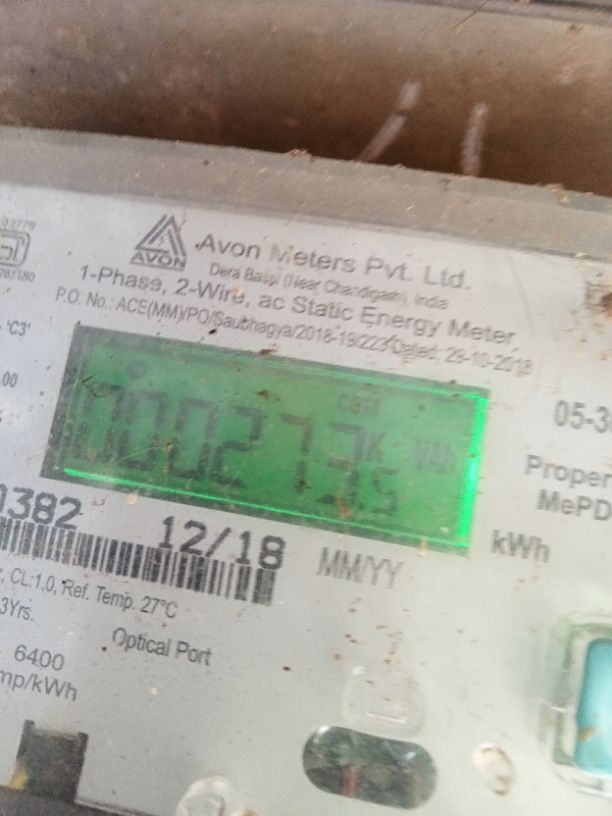 AVON
Avon Meters Pvt. Ltd.
Dera Bassi (Near Chandigarh), India
1-Phase, 2-Wire, ac Static Energy Meter
P.O. No.: ACE(MM)/PO/Saubhagya/2018-19/223 Dated: 29-10-2018
'C3'
.00
05-3
000273.5 K VAh
Proper
MePD
0382
12/18
MM/YY
kWh
CL:1.0, Ref. Temp. 27°C
3Yrs.
Optical Port
6400
mp/kWh